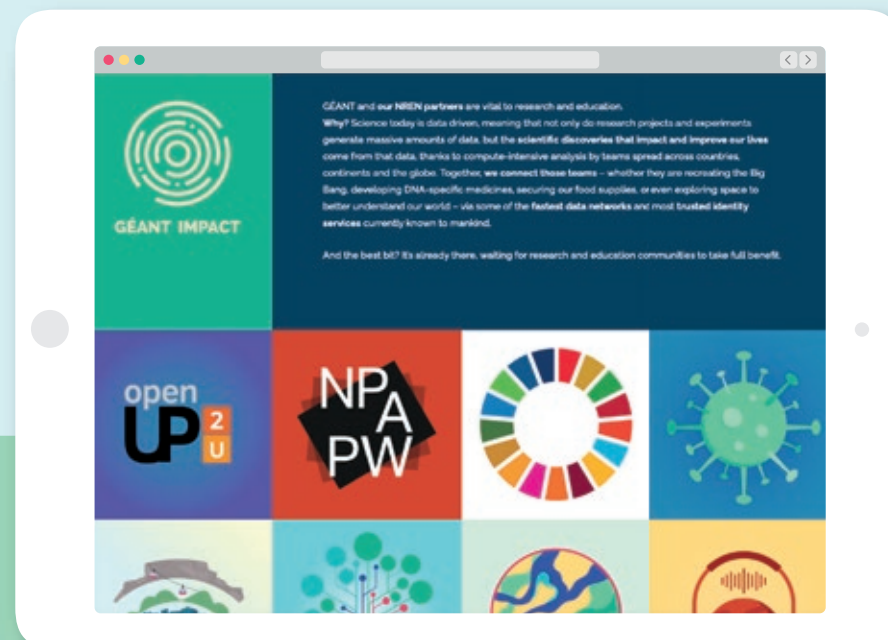 GÉANT IMPACT
GÉANT and our NREN partners are vital to research and education.
Why? Science today is data driven, meaning that not only do research projects and experiments
generate massive amounts of data, but the scientific discoveries that impact and improve our lives
come from that data, thanks to compute-intensive analysis by teams spread across countries,
continents and the globe. Together, we connect those teams – whether they are recreating the Big
Bang, developing DNA-specific medicines, securing our food supplies, or even exploring space to
better understand our world – via some of the fastest data networks and most trusted identity
services currently known to mankind.
And the best bit? It's already there, waiting for research and education communities to take full benefit.
open
UP
2
U
NP
A
PW